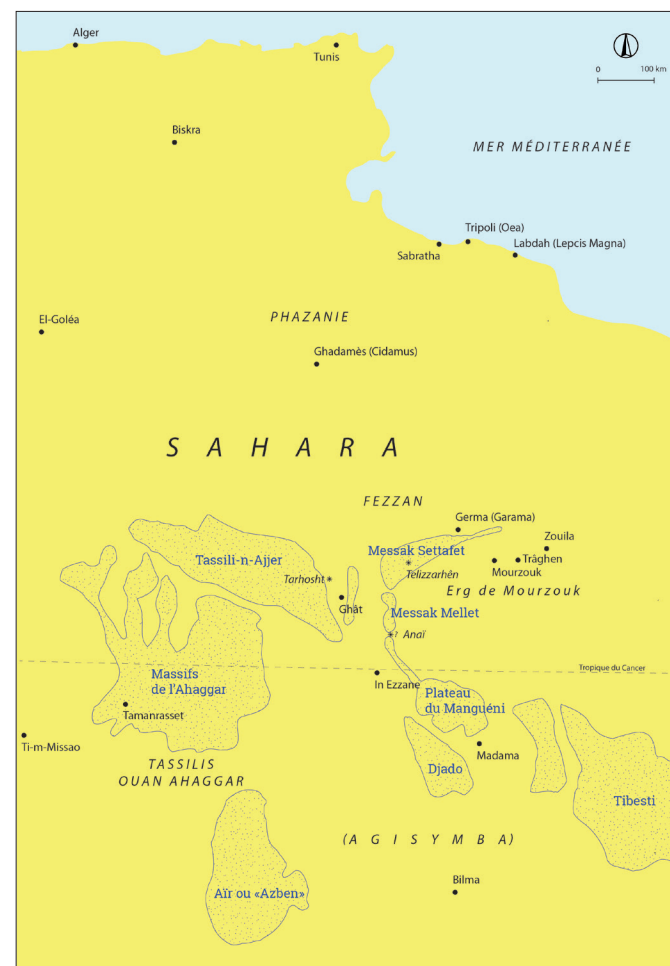 Alger
Tunis
0 100 km
Biskra
MER MÉDITERRANÉE
Tripoli (Oea)
Labdah (Lepcis Magna)
Sabratha
PHAZANIE
El-Goléa
Ghadamès (Cidamus)
SAHARA
FEZZAN
Germa (Garama)
Zouila
Messak Settafet
Tassili-n-Ajjer
Telizzarhên
Trâghen
Mourzouk
Tarhosht
Erg de Mourzouk
Ghât
Messak Mellet
? Anaï
Tropique du Cancer
Massifs
de l'Ahaggar
In Ezzane
Plateau
du Manguéni
Tamanrasset
Ti-m-Missao
Madama
TASSILIS
OUAN AHAGGAR
Djado
Tibesti
(AGISYMBA)
Bilma
Aïr ou «Azben»